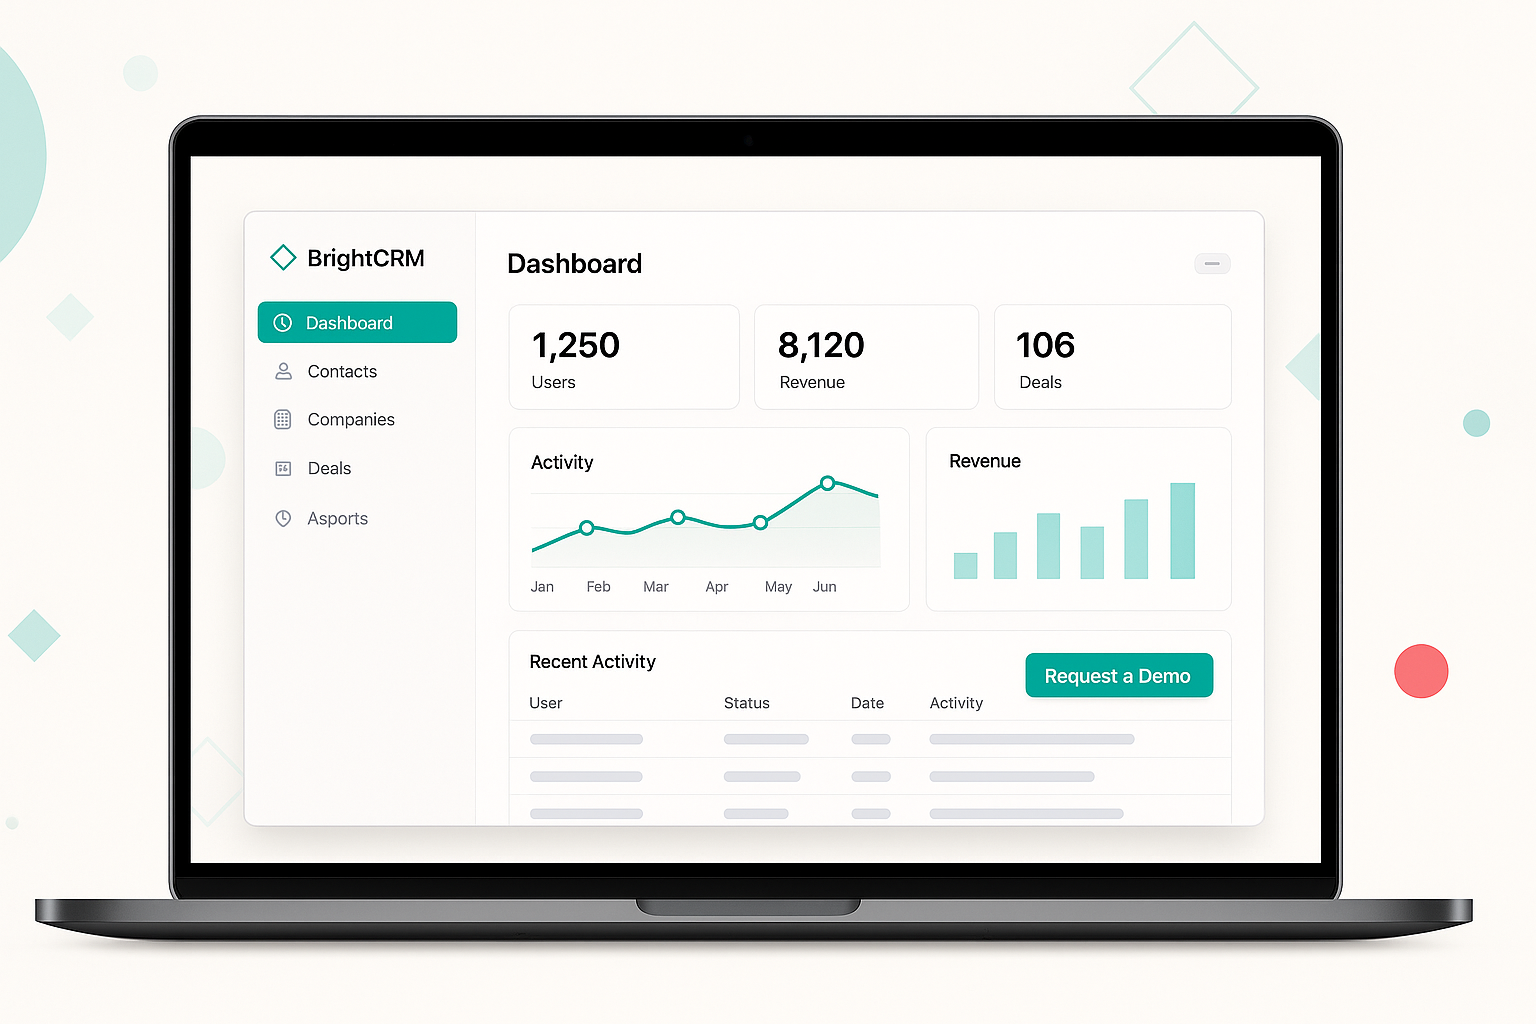 BrightCRM
Dashboard
Contacts
Companies
Deals
Asports
Dashboard
1,250
Users
8,120
Revenue
106
Deals
Activity
Jan Feb Mar Apr May Jun
Revenue
Recent Activity
Request a Demo
User Status Date Activity